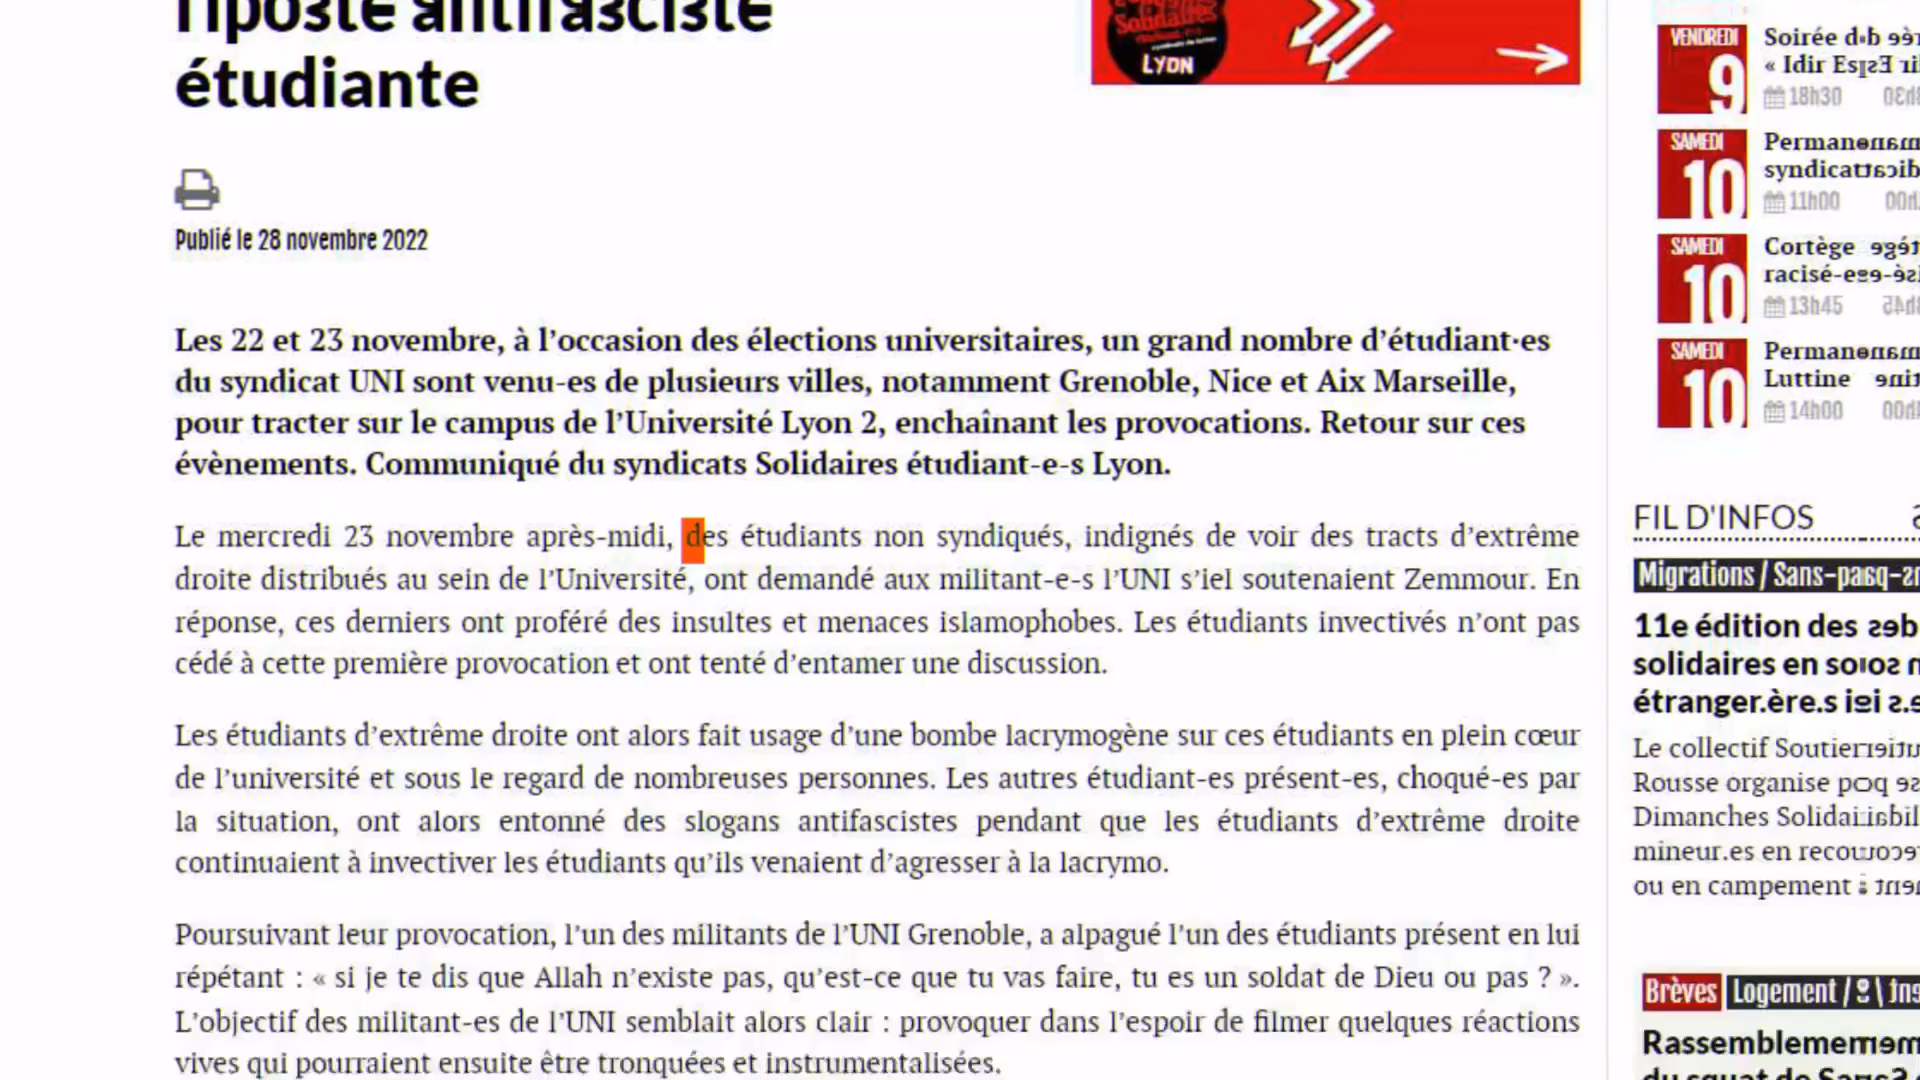 riposte antifasciste
étudiante
LYON
Publié le 28 novembre 2022
Les 22 et 23 novembre, à l’occasion des élections universitaires, un grand nombre d’étudiant·es
du syndicat UNI sont venu-es de plusieurs villes, notamment Grenoble, Nice et Aix Marseille,
pour tracter sur le campus de l’Université Lyon 2, enchaînant les provocations. Retour sur ces
évènements. Communiqué du syndicats Solidaires étudiant-e-s Lyon.
Le mercredi 23 novembre après-midi, des étudiants non syndiqués, indignés de voir des tracts d’extrême
droite distribués au sein de l’Université, ont demandé aux militant-e-s l’UNI s’iel soutenaient Zemmour. En
réponse, ces derniers ont proféré des insultes et menaces islamophobes. Les étudiants invectivés n’ont pas
cédé à cette première provocation et ont tenté d’entamer une discussion.
Les étudiants d’extrême droite ont alors fait usage d’une bombe lacrymogène sur ces étudiants en plein cœur
de l’université et sous le regard de nombreuses personnes. Les autres étudiant-es présent-es, choqué-es par
la situation, ont alors entonné des slogans antifascistes pendant que les étudiants d’extrême droite
continuaient à invectiver les étudiants qu’ils venaient d’agresser à la lacrymo.
Poursuivant leur provocation, l’un des militants de l’UNI Grenoble, a alpagué l’un des étudiants présent en lui
répétant : « si je te dis que Allah n’existe pas, qu’est-ce que tu vas faire, tu es un soldat de Dieu ou pas ? ».
L’objectif des militant-es de l’UNI semblait alors clair : provoquer dans l’espoir de filmer quelques réactions
vives qui pourraient ensuite être tronquées et instrumentalisées.
VENDREDI
9
Soirée
« Idir
18h30
SAMEDI
10
11h00
SAMEDI
10
Cortège
13h45
SAMEDI
10
Luttine
14h00
FIL D'INFOS
Migrations /
11e édition des
solidaires en
étranger.ère.s
Le collectif
Rousse organise
Dimanches
mineur.es en
ou en campement
Brèves
Logement /
du squat de